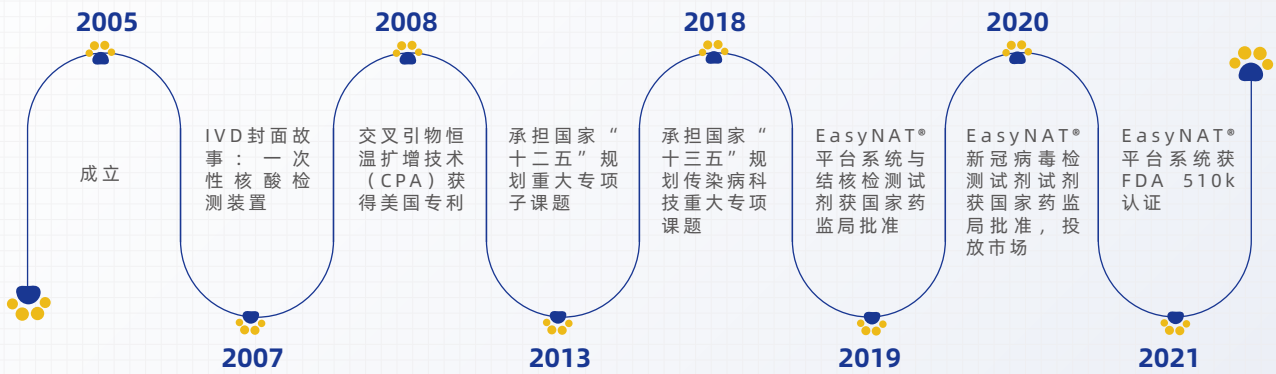 2005
成立
2007
IVD封面故
事：一次
性核酸检
测装置
2008
交叉引物恒
温扩增技术
（CPA）获
得美国专利
2013
承担国家“
十二五”规
划重大专项
子课题
2018
承担国家“
十三五”规
划传染病科
技重大专项
课题
2019
EasyNAT®
平台系统与
结核检测试
剂获国家药
监局批准
2020
EasyNAT®
新冠病毒检
测试剂试剂
获国家药监
局批准，投
放市场
2021
EasyNAT®
平台系统获
FDA 510k
认证